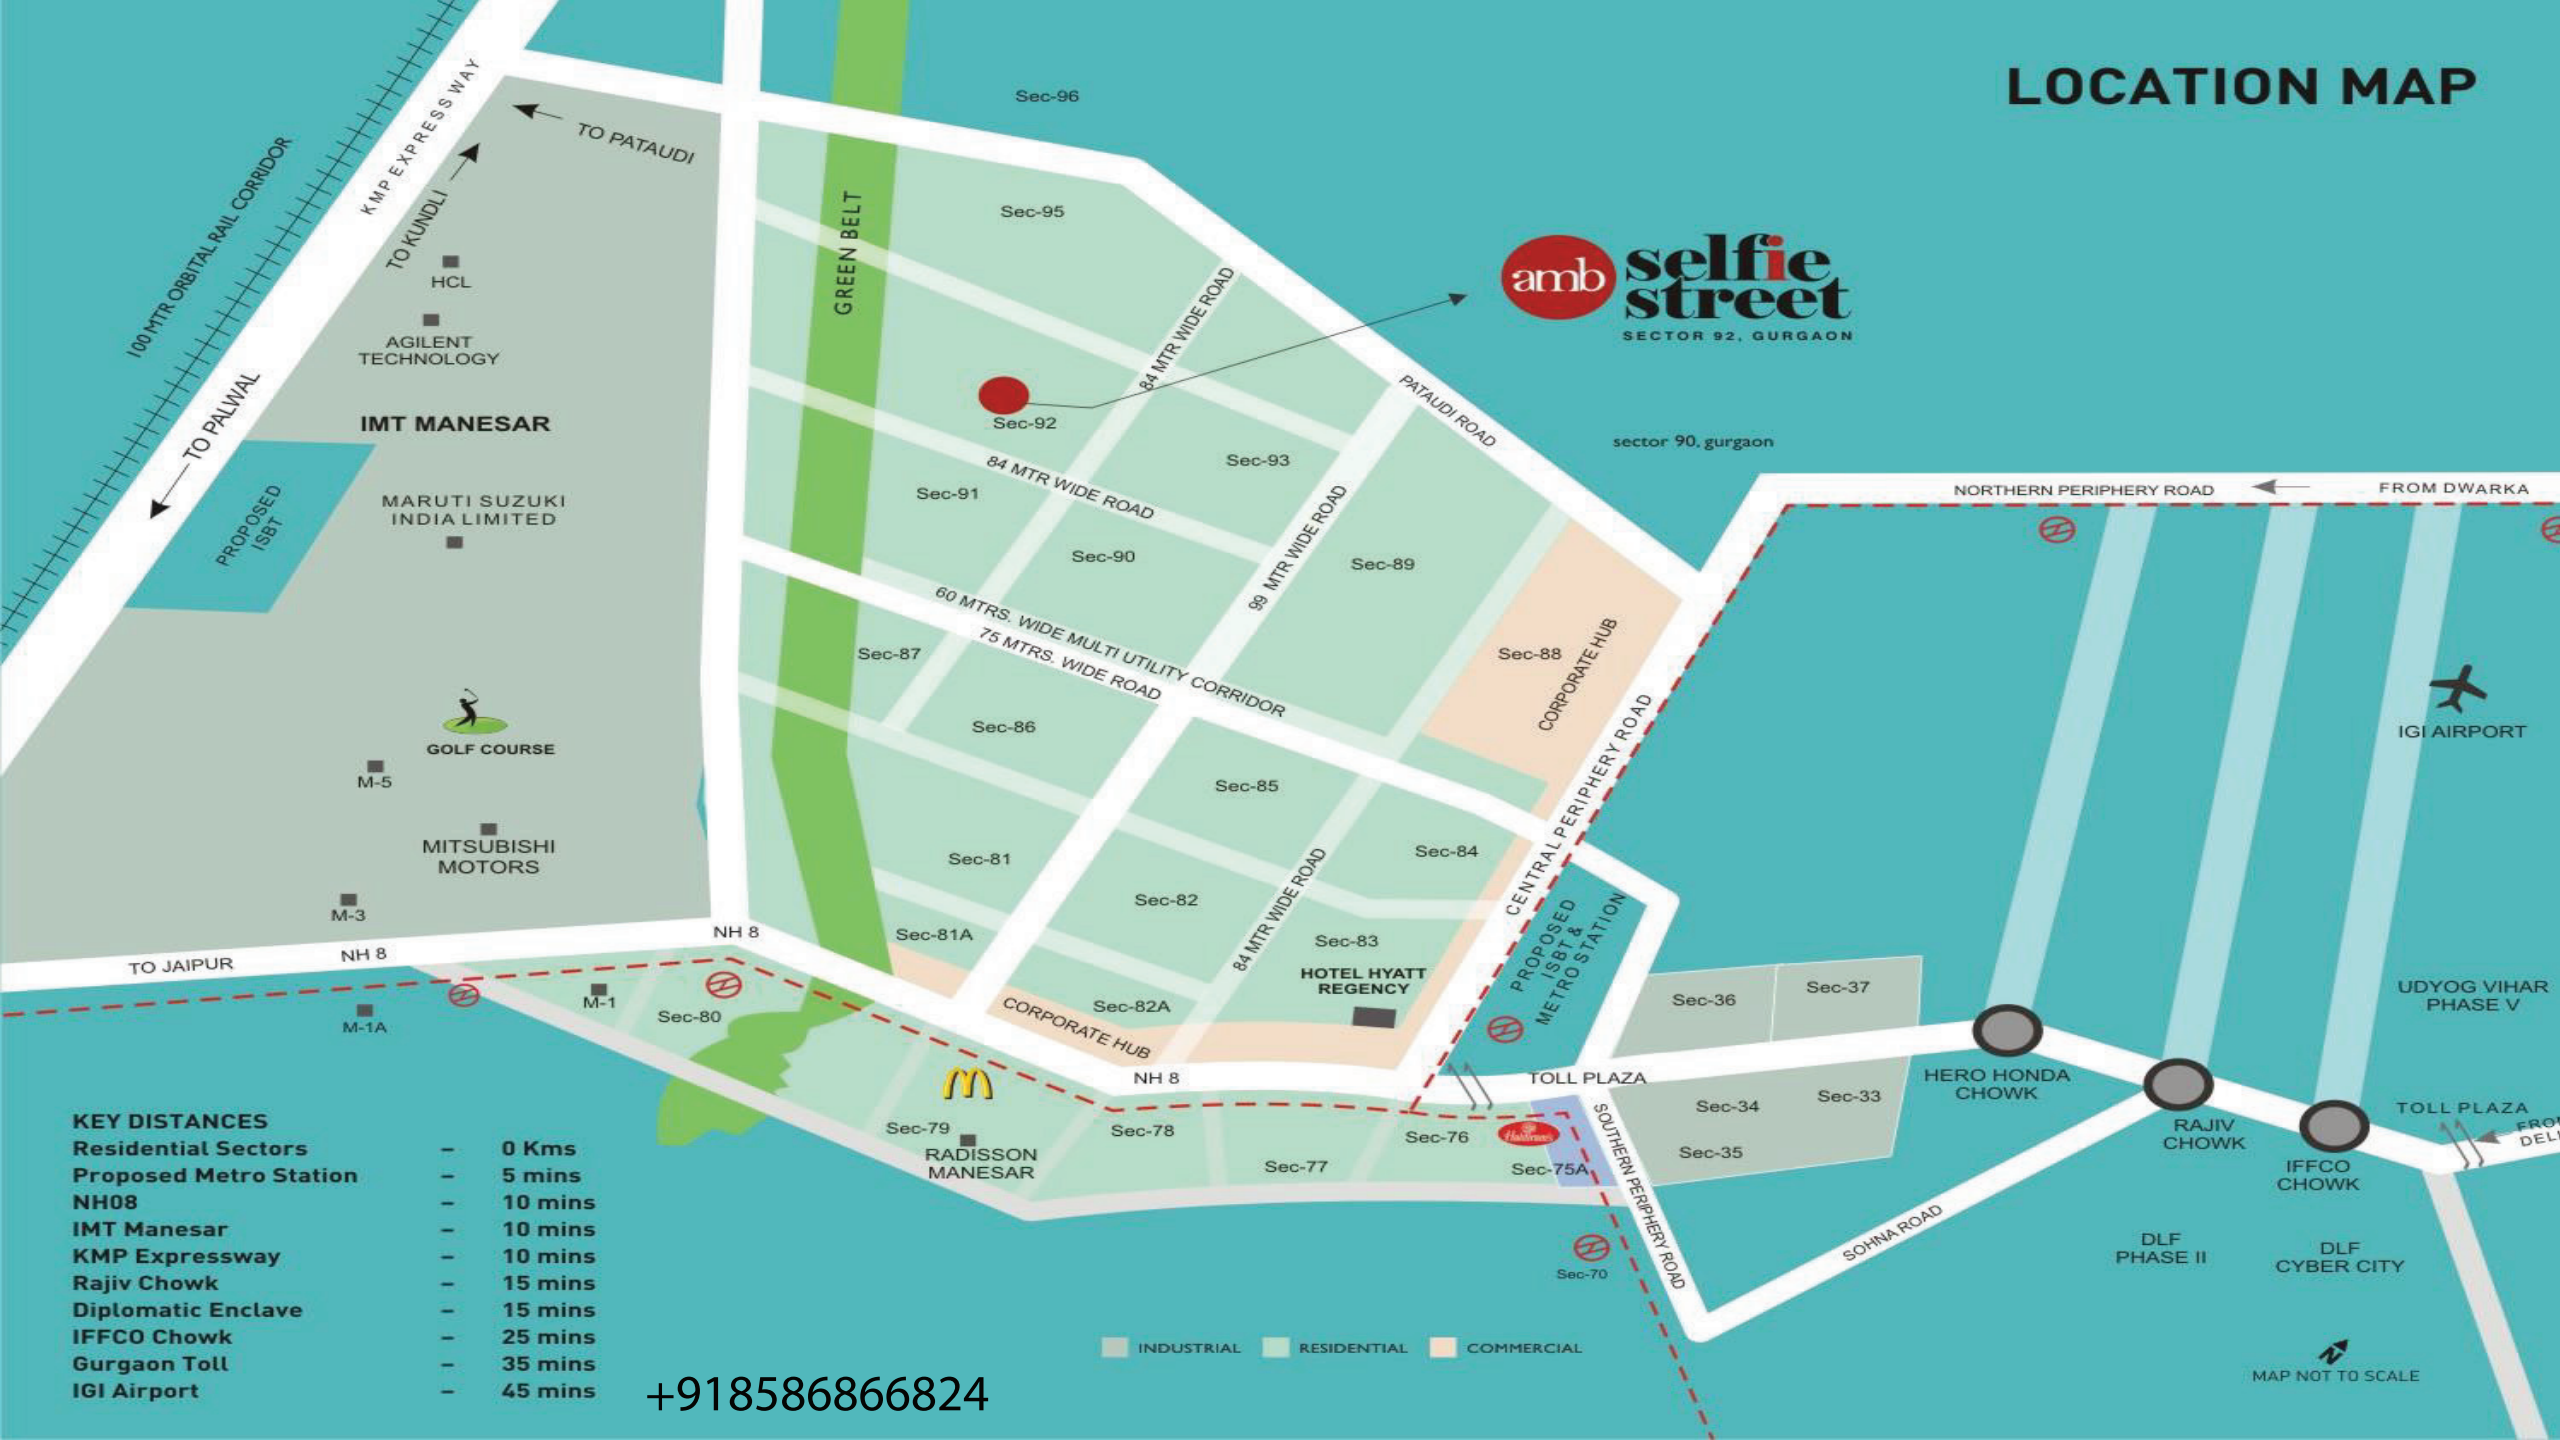 LOCATION MAP
Sec-96
KMP EXPRESSWAY
TO PATAUDI
100 MTR ORBITAL RAIL CORRIDOR
TO KUNDLI
GREEN BELT
Sec-95
HCL
AGILENT
TECHNOLOGY
84 MTR WIDE ROAD
amb
selfie
street
SECTOR 92, GURGAON
TO PALWAL
IMT MANESAR
Sec-92
PATAUDI ROAD
sector 90, gurgaon
Sec-93
84 MTR WIDE ROAD
Sec-91
PROPOSED
ISBT
MARUTI SUZUKI
INDIA LIMITED
99 MTR WIDE ROAD
NORTHERN PERIPHERY ROAD
FROM DWARKA
Sec-90
Sec-89
60 MTRS. WIDE MULTI UTILITY CORRIDOR
75 MTRS. WIDE ROAD
Sec-87
Sec-88
CORPORATE HUB
CENTRAL PERIPHERY ROAD
IGI AIRPORT
GOLF COURSE
Sec-86
M-5
Sec-85
MITSUBISHI
MOTORS
Sec-81
84 MTR WIDE ROAD
Sec-84
M-3
Sec-82
Sec-81A
Sec-83
PROPOSED
ISBT &
METRO STATION
TO JAIPUR
NH 8
NH 8
HOTEL HYATT
REGENCY
Sec-36
Sec-37
UDYOG VIHAR
PHASE V
M-1
M-1A
Sec-80
CORPORATE HUB
Sec-82A
NH 8
TOLL PLAZA
HERO HONDA
CHOWK
Sec-34
Sec-33
Sec-35
TOLL PLAZA
RAJIV
CHOWK
IFFCO
CHOWK
Sec-79
RADISSON
MANESAR
Sec-78
Sec-77
Sec-76
Haldiram's
Sec-75A
SOUTHERN PERIPHERY ROAD
SOHNA ROAD
DLF
PHASE II
DLF
CYBER CITY
Sec-70
KEY DISTANCES
Residential Sectors – 0 Kms
Proposed Metro Station – 5 mins
NH08 – 10 mins
IMT Manesar – 10 mins
KMP Expressway – 10 mins
Rajiv Chowk – 15 mins
Diplomatic Enclave – 15 mins
IFFCO Chowk – 25 mins
Gurgaon Toll – 35 mins
IGI Airport – 45 mins
+918586866824
INDUSTRIAL
RESIDENTIAL
COMMERCIAL
N
MAP NOT TO SCALE